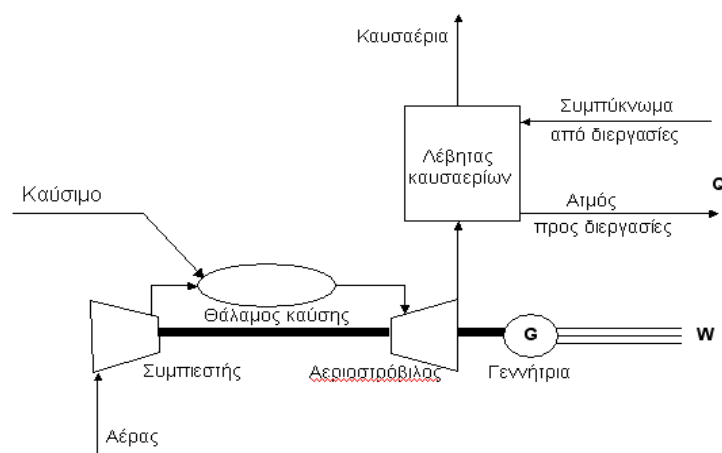 Καυσαέρια
Συμπύκνωμα
από διεργασίες
Λέβητας
καυσαερίων
Q
Ατμός
προς διεργασίες
Καύσιμο
Θάλαμος καύσης
G
W
Συμπιεστής
Αεριοστρόβιλος
Γεννήτρια
Αέρας